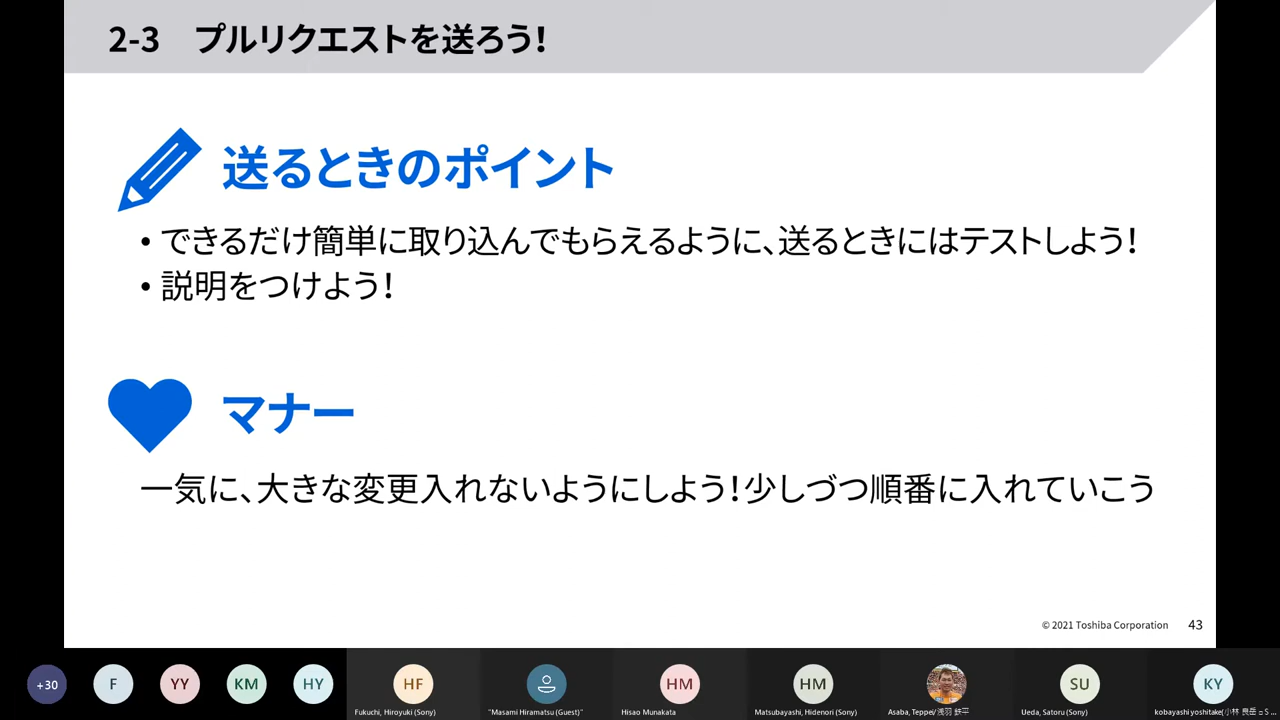 2-3 プルリクエストを送ろう!
送るときのポイント
• できるだけ簡単に取り込んでもらえるように、送るときにはテストしよう!
• 説明をつけよう!
マナー
一気に、大きな変更入れないようにしよう!少しづつ順番に入れていこう
© 2021 Toshiba Corporation 43
+30 F YY KM HY HF HM HM SU KY
Fukuchi, Hiroyuki (Sony) "Masami Hiramatsu (Guest)" Hisao Munakata Matsubayashi, Hidenori (Sony) Asaba, Teppei/浅羽 鉄平 Ueda, Satoru (Sony) kobayashi yoshitake(小林 良岳